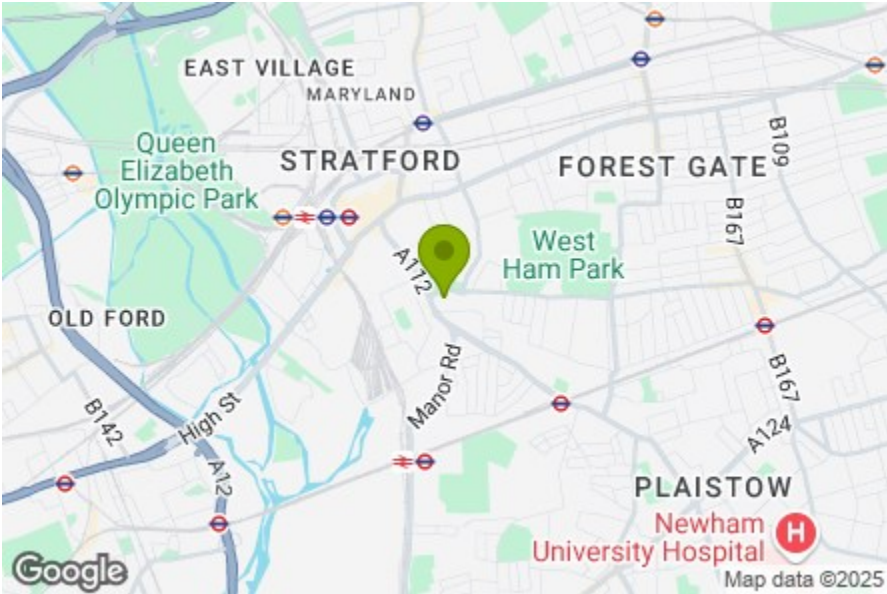 EAST VILLAGE
MARYLAND
Queen
Elizabeth
Olympic Park
STRATFORD
FOREST GATE
B109
B167
West
Ham Park
A112
OLD FORD
Manor Rd
B167
B142
High St
A124
A12
PLAISTOW
Newham
University Hospital
H
Google
Map data ©2025